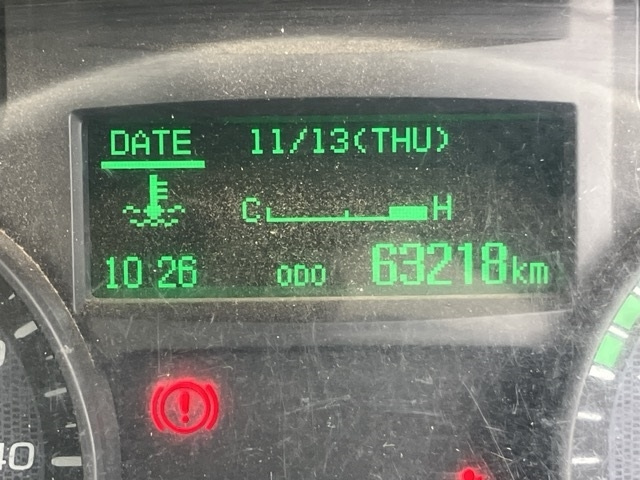 DATE 11/13(THU)
C H
10 26 ODO 63218km
40